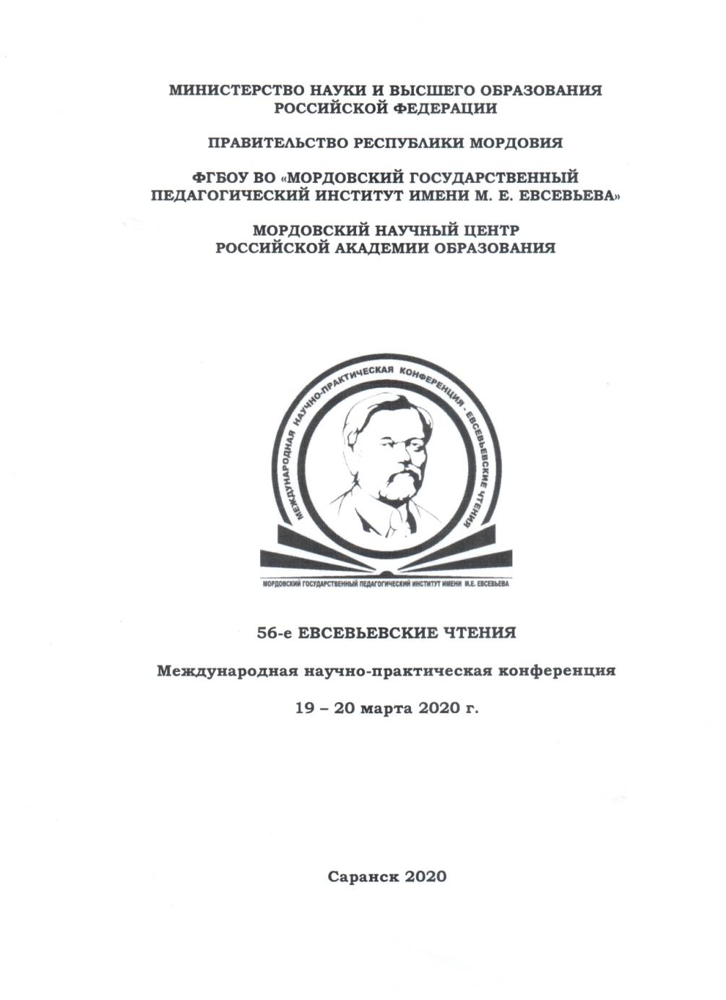 МИНИСТЕРСТВО НАУКИ И ВЫСШЕГО ОБРАЗОВАНИЯ
РОССИЙСКОЙ ФЕДЕРАЦИИ
ПРАВИТЕЛЬСТВО РЕСПУБЛИКИ МОРДОВИЯ
ФГБОУ ВО «МОРДОВСКИЙ ГОСУДАРСТВЕННЫЙ
ПЕДАГОГИЧЕСКИЙ ИНСТИТУТ ИМЕНИ М. Е. ЕВСЕВЬЕВА»
МОРДОВСКИЙ НАУЧНЫЙ ЦЕНТР
РОССИЙСКОЙ АКАДЕМИИ ОБРАЗОВАНИЯ
МЕЖДУНАРОДНАЯ НАУЧНО-ПРАКТИЧЕСКАЯ КОНФЕРЕНЦИЯ - ЕВСЕВЬЕВСКИЕ ЧТЕНИЯ
МОРДОВСКИЙ ГОСУДАРСТВЕННЫЙ ПЕДАГОГИЧЕСКИЙ ИНСТИТУТ ИМЕНИ М.Е. ЕВСЕВЬЕВА
56-е ЕВСЕВЬЕВСКИЕ ЧТЕНИЯ
Международная научно-практическая конференция
19 – 20 марта 2020 г.
Саранск 2020